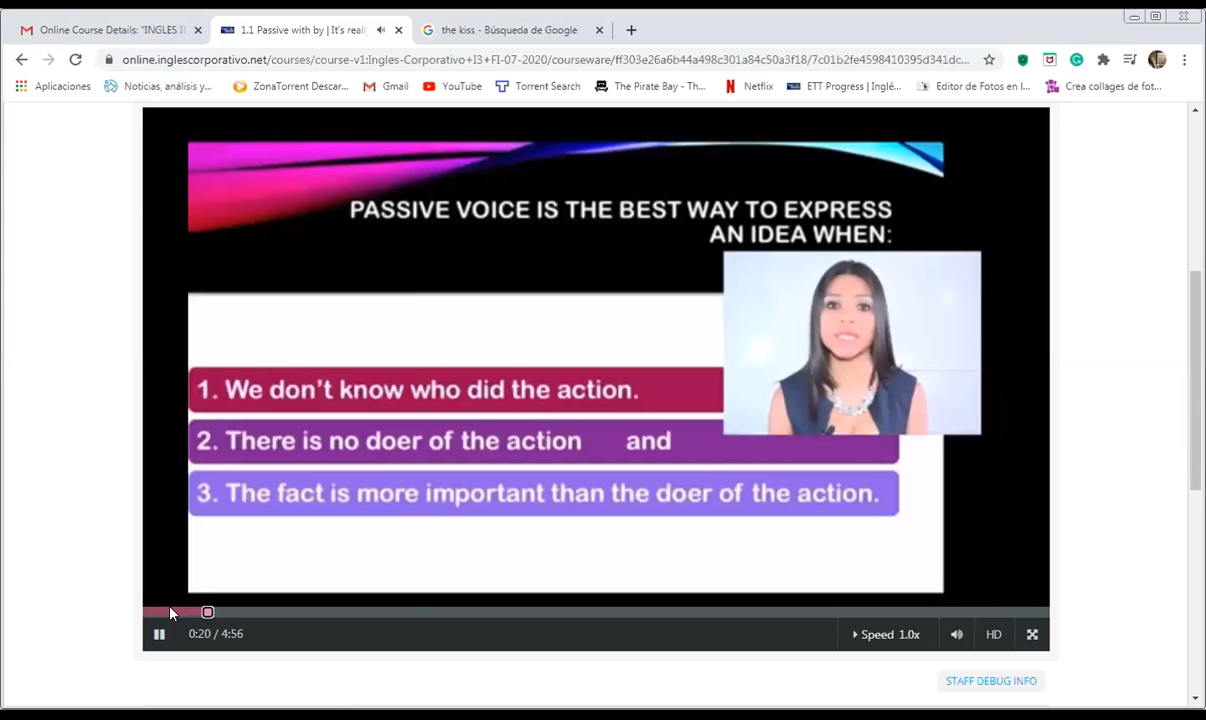 Online Course Details: "INGLES I
1.1 Passive with by | It's real
the kiss - Búsqueda de Google
online.inglescorporativo.net/courses/course-v1:Ingles-Corporativo+I3+FI-07-2020/courseware/ff303e26a6b44a498c301a84c50a3f18/7c01b2fe4598410395d341dc...
Aplicaciones
Noticias, análisis y...
ZonaTorrent Descar...
Gmail
YouTube
Torrent Search
The Pirate Bay - Th...
Netflix
ETT Progress | Inglé...
Editor de Fotos en l...
Crea collages de fot...
PASSIVE VOICE IS THE BEST WAY TO EXPRESS
AN IDEA WHEN:
1. We don't know who did the action.
2. There is no doer of the action and
3. The fact is more important than the doer of the action.
0:20 / 4:56
Speed 1.0x
HD
STAFF DEBUG INFO